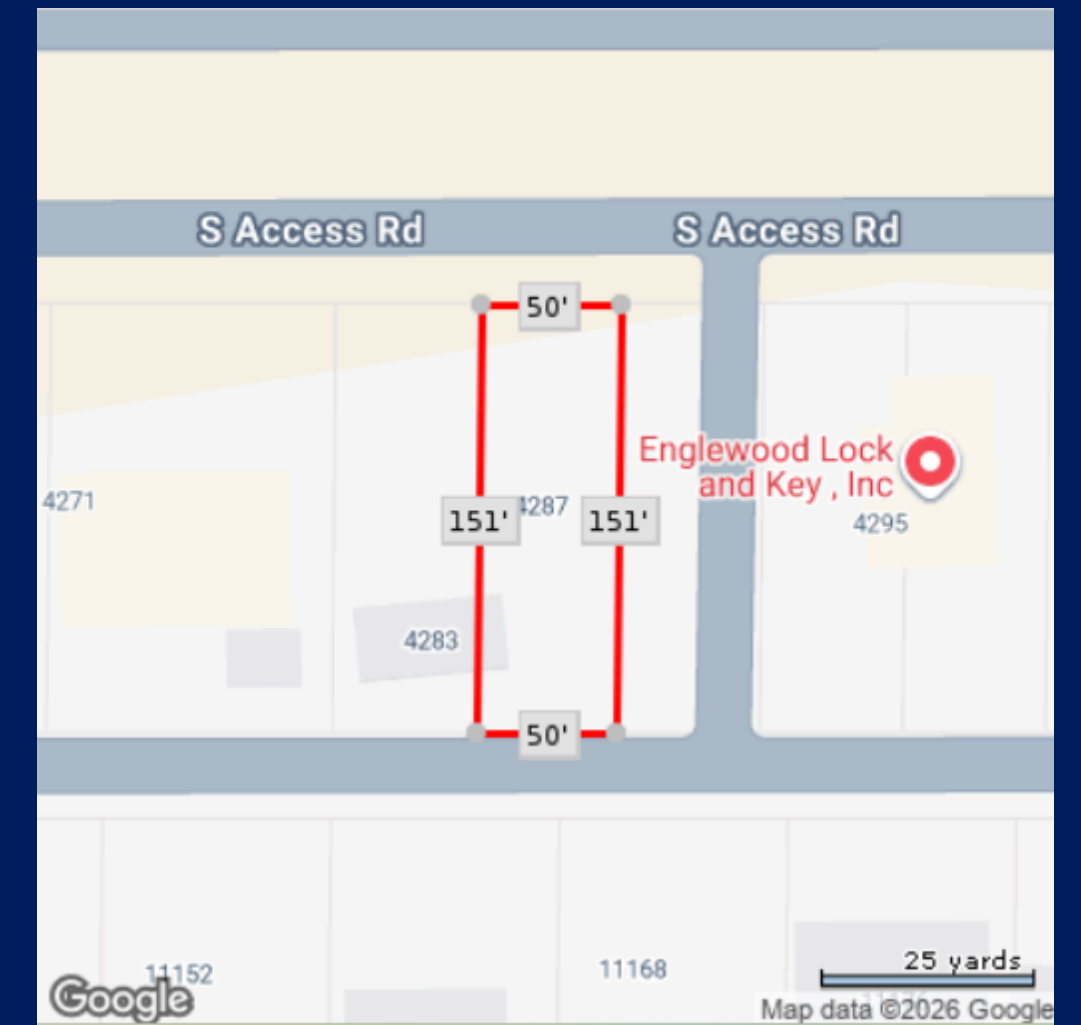 S Access Rd
S Access Rd
50'
Englewood Lock
and Key , Inc
4271
151'
4287
151'
4295
4283
50'
11152
11168
25 yards
Google
Map data ©2026 Google